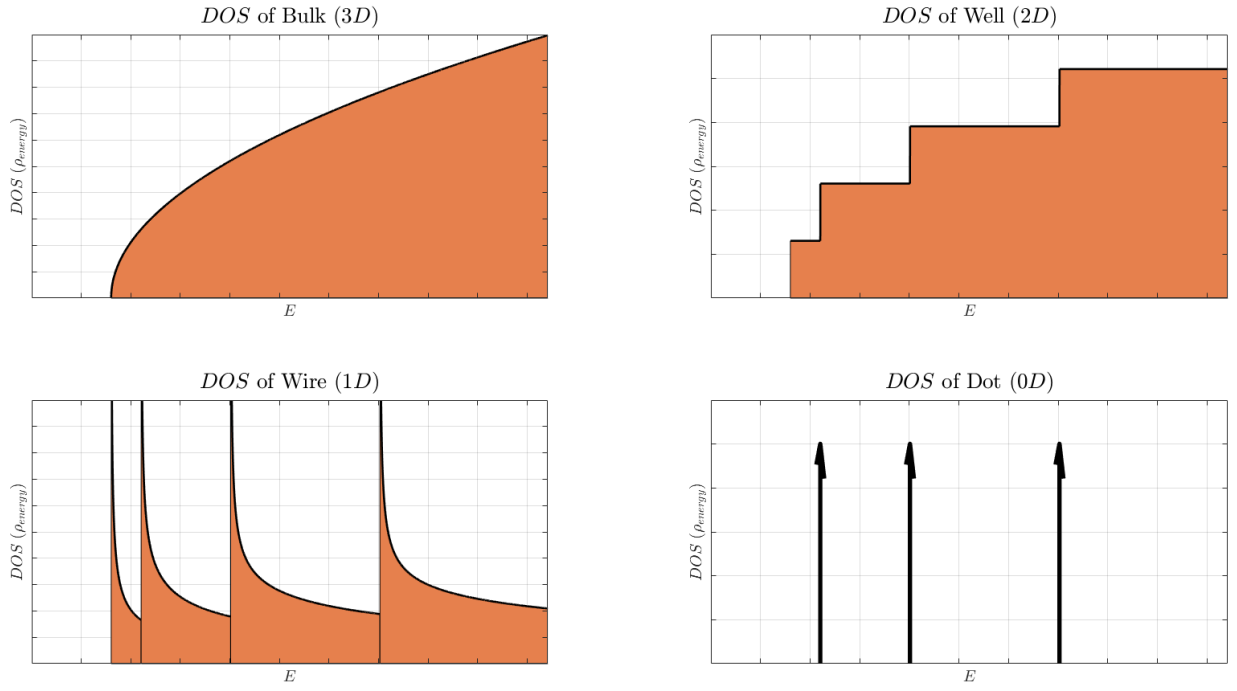 DOS of Bulk (3D)
DOS (ρenergy)
E
DOS of Well (2D)
DOS (ρenergy)
E
DOS of Wire (1D)
DOS (ρenergy)
E
DOS of Dot (0D)
DOS (ρenergy)
E